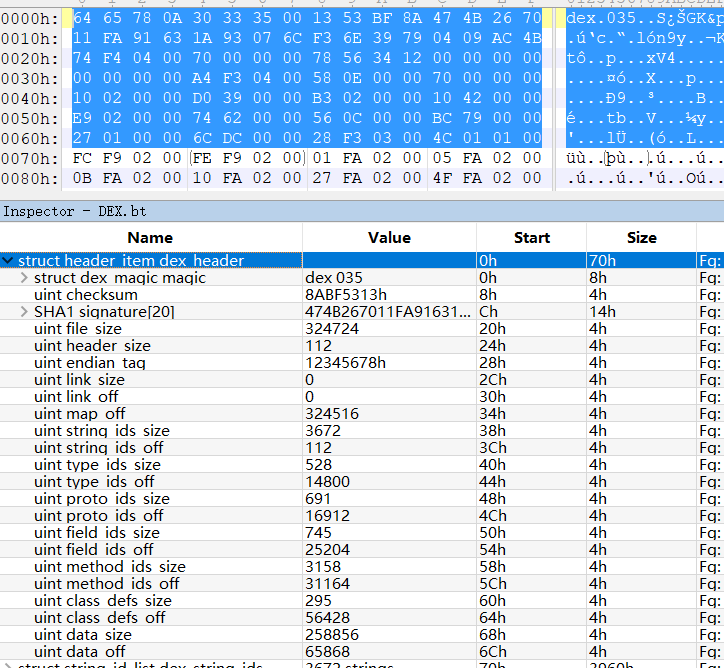 0000h: 64 65 78 0A 30 33 35 00 13 53 BF 8A 47 4B 26 70 dex.035..S¿ŠGK&p
0010h: 11 FA 91 63 1A 93 07 6C F3 6E 39 79 04 09 AC 4B .ú‘c.“.lón9y..¬K
0020h: 74 F4 04 00 70 00 00 00 78 56 34 12 00 00 00 00 tô..p...xV4.....
0030h: 00 00 00 00 A4 F3 04 00 58 0E 00 00 70 00 00 00 ....¤ó..X...p...
0040h: 10 02 00 00 D0 39 00 00 B3 02 00 00 10 42 00 00 ....Ð9..³....B..
0050h: E9 02 00 00 74 62 00 00 56 0C 00 00 BC 79 00 00 é...tb..V...¼y..
0060h: 27 01 00 00 6C DC 00 00 28 F3 03 00 4C 01 01 00 '...lÜ..(ó..L...
0070h: FC F9 02 00 FE F9 02 00 01 FA 02 00 05 FA 02 00 üù..þù...ú...ú..
0080h: 0B FA 02 00 10 FA 02 00 27 FA 02 00 4F FA 02 00 .ú...ú..'ú..Oú..
Inspector - DEX.bt
Name Value Start Size
struct header_item dex_header 0h 70h Fg:
struct dex_magic magic dex 035 0h 8h Fg:
uint checksum 8ABF5313h 8h 4h Fg:
SHA1 signature[20] 474B267011FA91631... Ch 14h Fg:
uint file_size 324724 20h 4h Fg:
uint header_size 112 24h 4h Fg:
uint endian_tag 12345678h 28h 4h Fg:
uint link_size 0 2Ch 4h Fg:
uint link_off 0 30h 4h Fg:
uint map_off 324516 34h 4h Fg:
uint string_ids_size 3672 38h 4h Fg:
uint string_ids_off 112 3Ch 4h Fg:
uint type_ids_size 528 40h 4h Fg:
uint type_ids_off 14800 44h 4h Fg:
uint proto_ids_size 691 48h 4h Fg:
uint proto_ids_off 16912 4Ch 4h Fg:
uint field_ids_size 745 50h 4h Fg:
uint field_ids_off 25204 54h 4h Fg:
uint method_ids_size 3158 58h 4h Fg:
uint method_ids_off 31164 5Ch 4h Fg:
uint class_defs_size 295 60h 4h Fg:
uint class_defs_off 56428 64h 4h Fg:
uint data_size 258856 68h 4h Fg:
uint data_off 65868 6Ch 4h Fg:
struct string_id_list dex_string_ids 3672 strings 70h 3960h Fg: